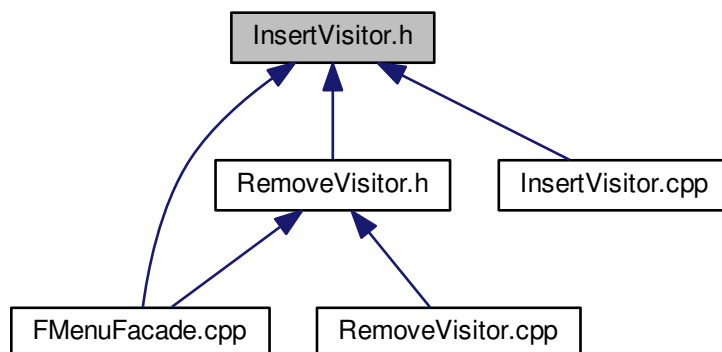 InsertVisitor.h
RemoveVisitor.h
InsertVisitor.cpp
FMenuFacade.cpp
RemoveVisitor.cpp